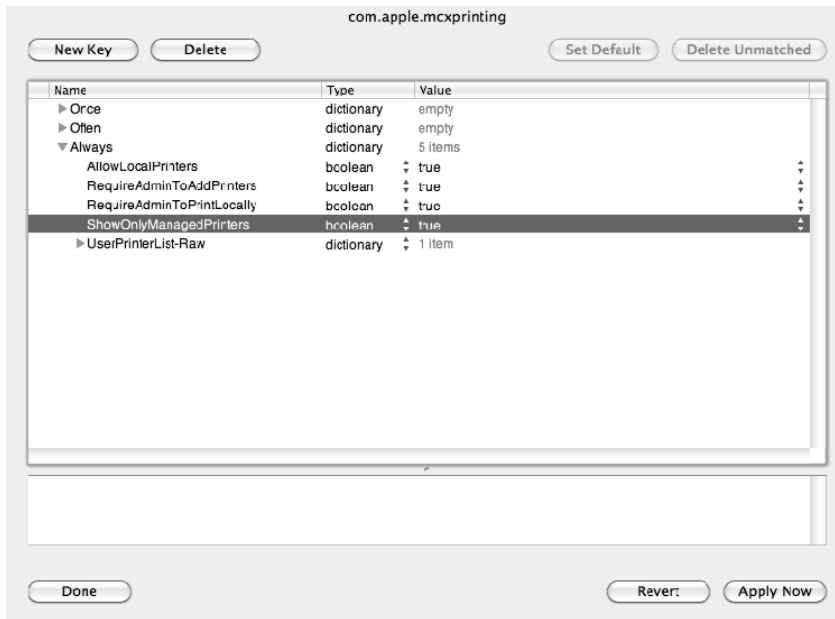 com.apple.mcxprinting
New Key Delete Set Default Delete Unmatched
Name Type Value
Once dictionary empty
Often dictionary empty
Always dictionary 5 items
AllowLocalPrinters boolean true
RequireAdminToAddPrinters boolean true
RequireAdminToPrintLocally boolean true
ShowOnlyManagedPrinters boolean true
UserPrinterList-Raw dictionary 1 item
Done Revert Apply Now